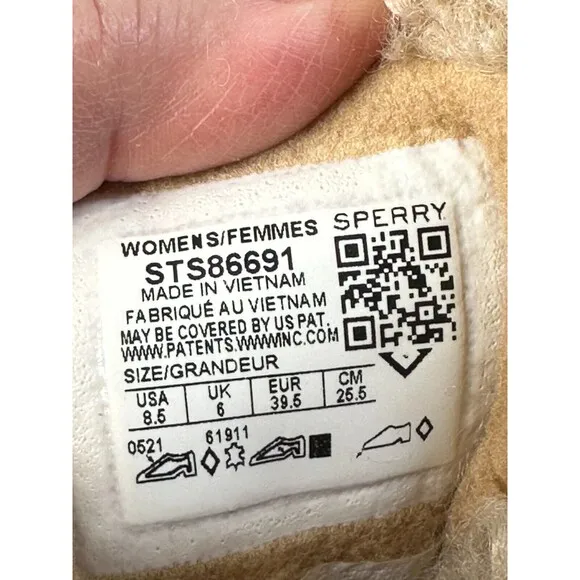 WOMENS/FEMMES
SPERRY
STS86691
MADE IN VIETNAM
FABRIQUÉ AU VIETNAM
MAY BE COVERED BY US PAT.
WWW.PATENTS.WWWINC.COM
SIZE/GRANDEUR
USA UK EUR CM
8.5 6 39.5 25.5
0521 61911